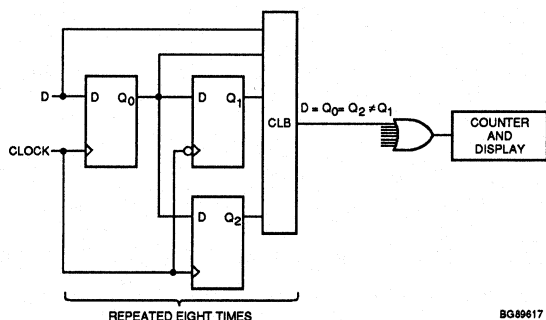 D
D Q0
D Q1
CLOCK
D Q2
CLB
D = Q0= Q2 ≠ Q1
COUNTER
AND
DISPLAY
REPEATED EIGHT TIMES
BG89617